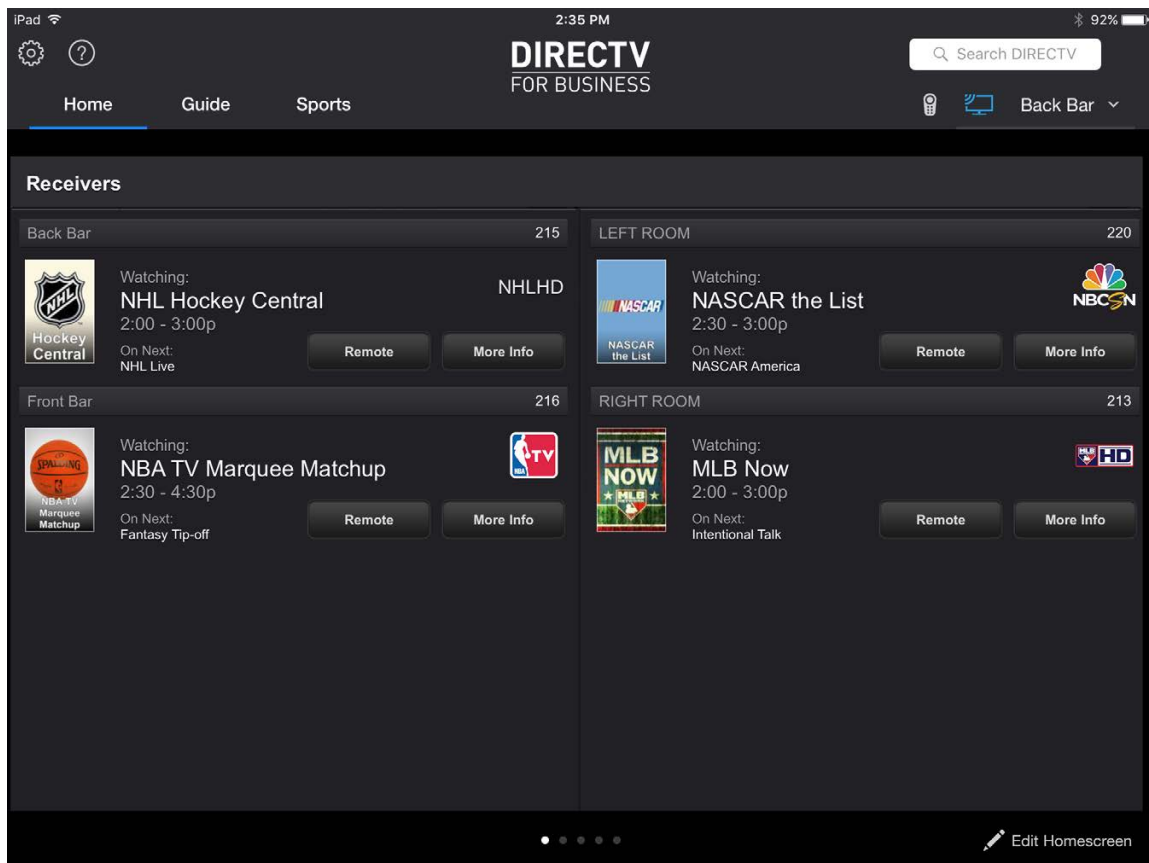 iPad 2:35 PM 92%
DIRECTV
FOR BUSINESS
Search DIRECTV
Home Guide Sports
Back Bar
Receivers
Back Bar 215
NHL
Hockey
Central
Watching:
NHL Hockey Central
2:00 - 3:00p
On Next:
NHL Live
NHLHD
Remote
More Info
LEFT ROOM 220
NASCAR
NASCAR
the List
Watching:
NASCAR the List
2:30 - 3:00p
On Next:
NASCAR America
NBCSN
Remote
More Info
Front Bar 216
SPALDING
NBA TV
Marquee
Matchup
Watching:
NBA TV Marquee Matchup
2:30 - 4:30p
On Next:
Fantasy Tip-off
TV
NBA
Remote
More Info
RIGHT ROOM 213
MLB
NOW
MLB
Watching:
MLB Now
2:00 - 3:00p
On Next:
Intentional Talk
MLB HD
Remote
More Info
Edit Homescreen